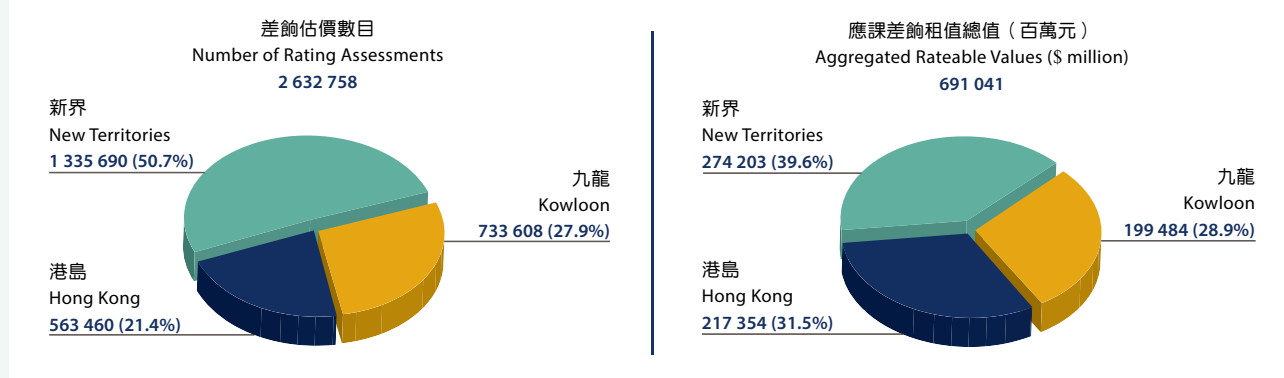 差餉估價數目
Number of Rating Assessments
2 632 758
新界
New Territories
1 335 690 (50.7%)
九龍
Kowloon
733 608 (27.9%)
港島
Hong Kong
563 460 (21.4%)
應課差餉租值總值（百萬元）
Aggregated Rateable Values ($ million)
691 041
新界
New Territories
274 203 (39.6%)
九龍
Kowloon
199 484 (28.9%)
港島
Hong Kong
217 354 (31.5%)